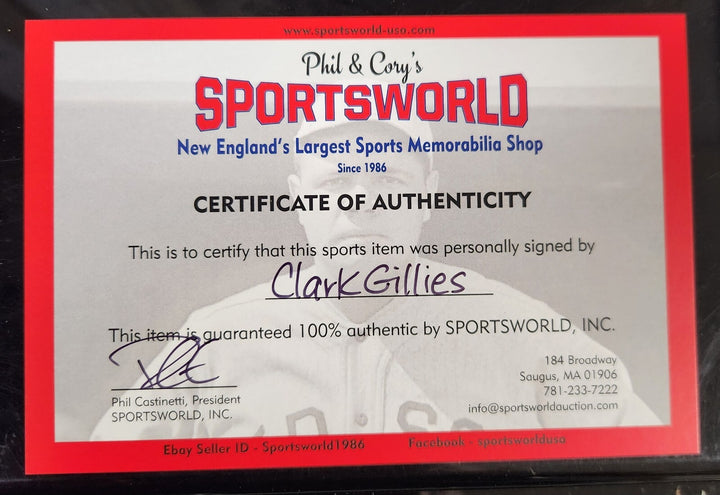 www.sportsworld-usa.com
Phil & Cory's
SPORTSWORLD
New England's Largest Sports Memorabilia Shop
Since 1986
CERTIFICATE OF AUTHENTICITY
This is to certify that this sports item was personally signed by
Clark Gillies
This item is guaranteed 100% authentic by SPORTSWORLD, INC.
Phil Castinetti, President
SPORTSWORLD, INC.
184 Broadway
Saugus, MA 01906
781-233-7222
info@sportsworldauction.com
Ebay Seller ID - Sportsworld1986
Facebook - sportsworldusa